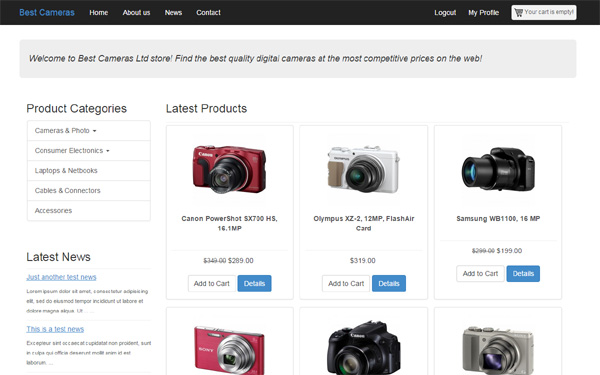 Best Cameras Home About us News Contact Logout My Profile Your cart is empty!
Welcome to Best Cameras Ltd store! Find the best quality digital cameras at the most competitive prices on the web!
Product Categories
Cameras & Photo
Consumer Electronics
Laptops & Netbooks
Cables & Connectors
Accessories
Latest News
Just another test news
Lorem ipsum dolor sit amet, consectetur adipisicing
elit, sed do eiusmod tempor incididunt ut labore et
dolore magna aliqua. Ut ... ...
This is a test news
Excepteur sint occaecat cupidatat non proident, sunt
in culpa qui officia deserunt mollit anim id est
laborum....
Latest Products
Canon
Canon PowerShot SX700 HS,
16.1MP
$349.00 $289.00
Add to Cart Details
OLYMPUS
Olympus XZ-2, 12MP, FlashAir
Card
$319.00
Add to Cart Details
Samsung WB1100, 16 MP
$299.00 $199.00
Add to Cart Details
SONY
Canon